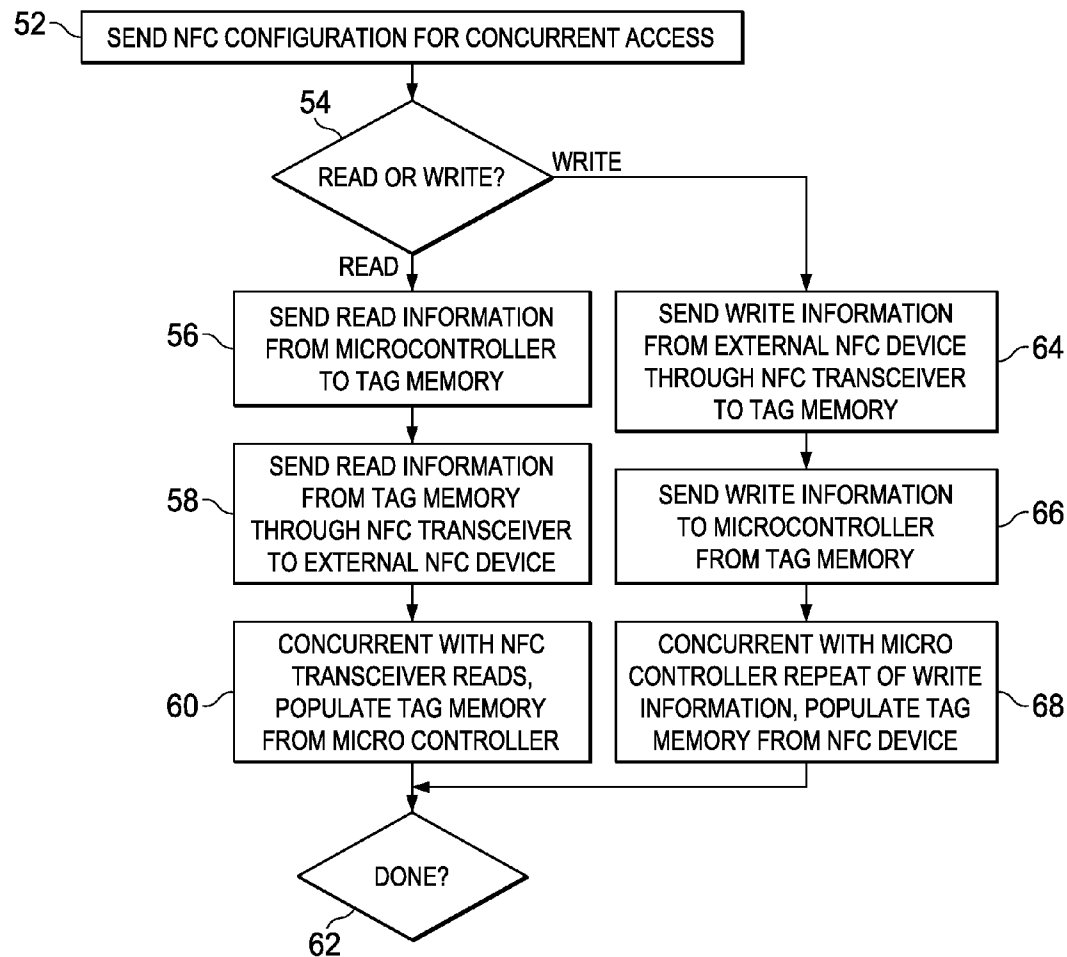 52
SEND NFC CONFIGURATION FOR CONCURRENT ACCESS
54
READ OR WRITE?
WRITE
READ
56
SEND READ INFORMATION
FROM MICROCONTROLLER
TO TAG MEMORY
SEND WRITE INFORMATION
FROM EXTERNAL NFC DEVICE
THROUGH NFC TRANSCEIVER
TO TAG MEMORY
64
58
SEND READ INFORMATION
FROM TAG MEMORY
THROUGH NFC TRANSCEIVER
TO EXTERNAL NFC DEVICE
SEND WRITE INFORMATION
TO MICROCONTROLLER
FROM TAG MEMORY
66
60
CONCURRENT WITH NFC
TRANSCEIVER READS,
POPULATE TAG MEMORY
FROM MICRO CONTROLLER
CONCURRENT WITH MICRO
CONTROLLER REPEAT OF WRITE
INFORMATION, POPULATE TAG
MEMORY FROM NFC DEVICE
68
DONE?
62